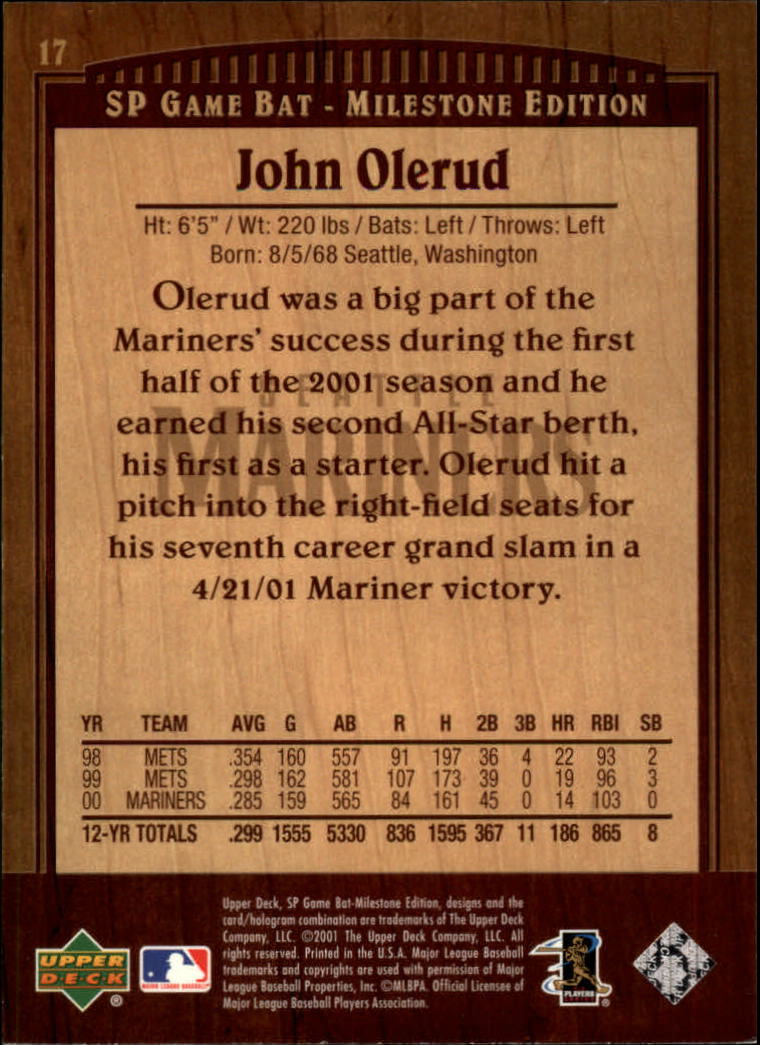 17
SP GAME BAT - MILESTONE EDITION
John Olerud
Ht: 6'5" / Wt: 220 lbs / Bats: Left / Throws: Left
Born: 8/5/68 Seattle, Washington
Olerud was a big part of the
Mariners' success during the first
half of the 2001 season and he
earned his second All-Star berth,
his first as a starter. Olerud hit a
pitch into the right-field seats for
his seventh career grand slam in a
4/21/01 Mariner victory.
SEATTLE
MARINERS
YR TEAM AVG G AB R H 2B 3B HR RBI SB
98 METS .354 160 557 91 197 36 4 22 93 2
99 METS .298 162 581 107 173 39 0 19 96 3
00 MARINERS .285 159 565 84 161 45 0 14 103 0
12-YR TOTALS .299 1555 5330 836 1595 367 11 186 865 8
Upper Deck, SP Game Bat-Milestone Edition, designs and the
card/hologram combination are trademarks of The Upper Deck
Company, LLC. ©2001 The Upper Deck Company, LLC. All
rights reserved. Printed in the U.S.A. Major League Baseball
trademarks and copyrights are used with permission of Major
League Baseball Properties, Inc. ©MLBPA. Official Licensee of
Major League Baseball Players Association.
UPPER
DECK
®
MAJOR LEAGUE BASEBALL
PLAYERS
®